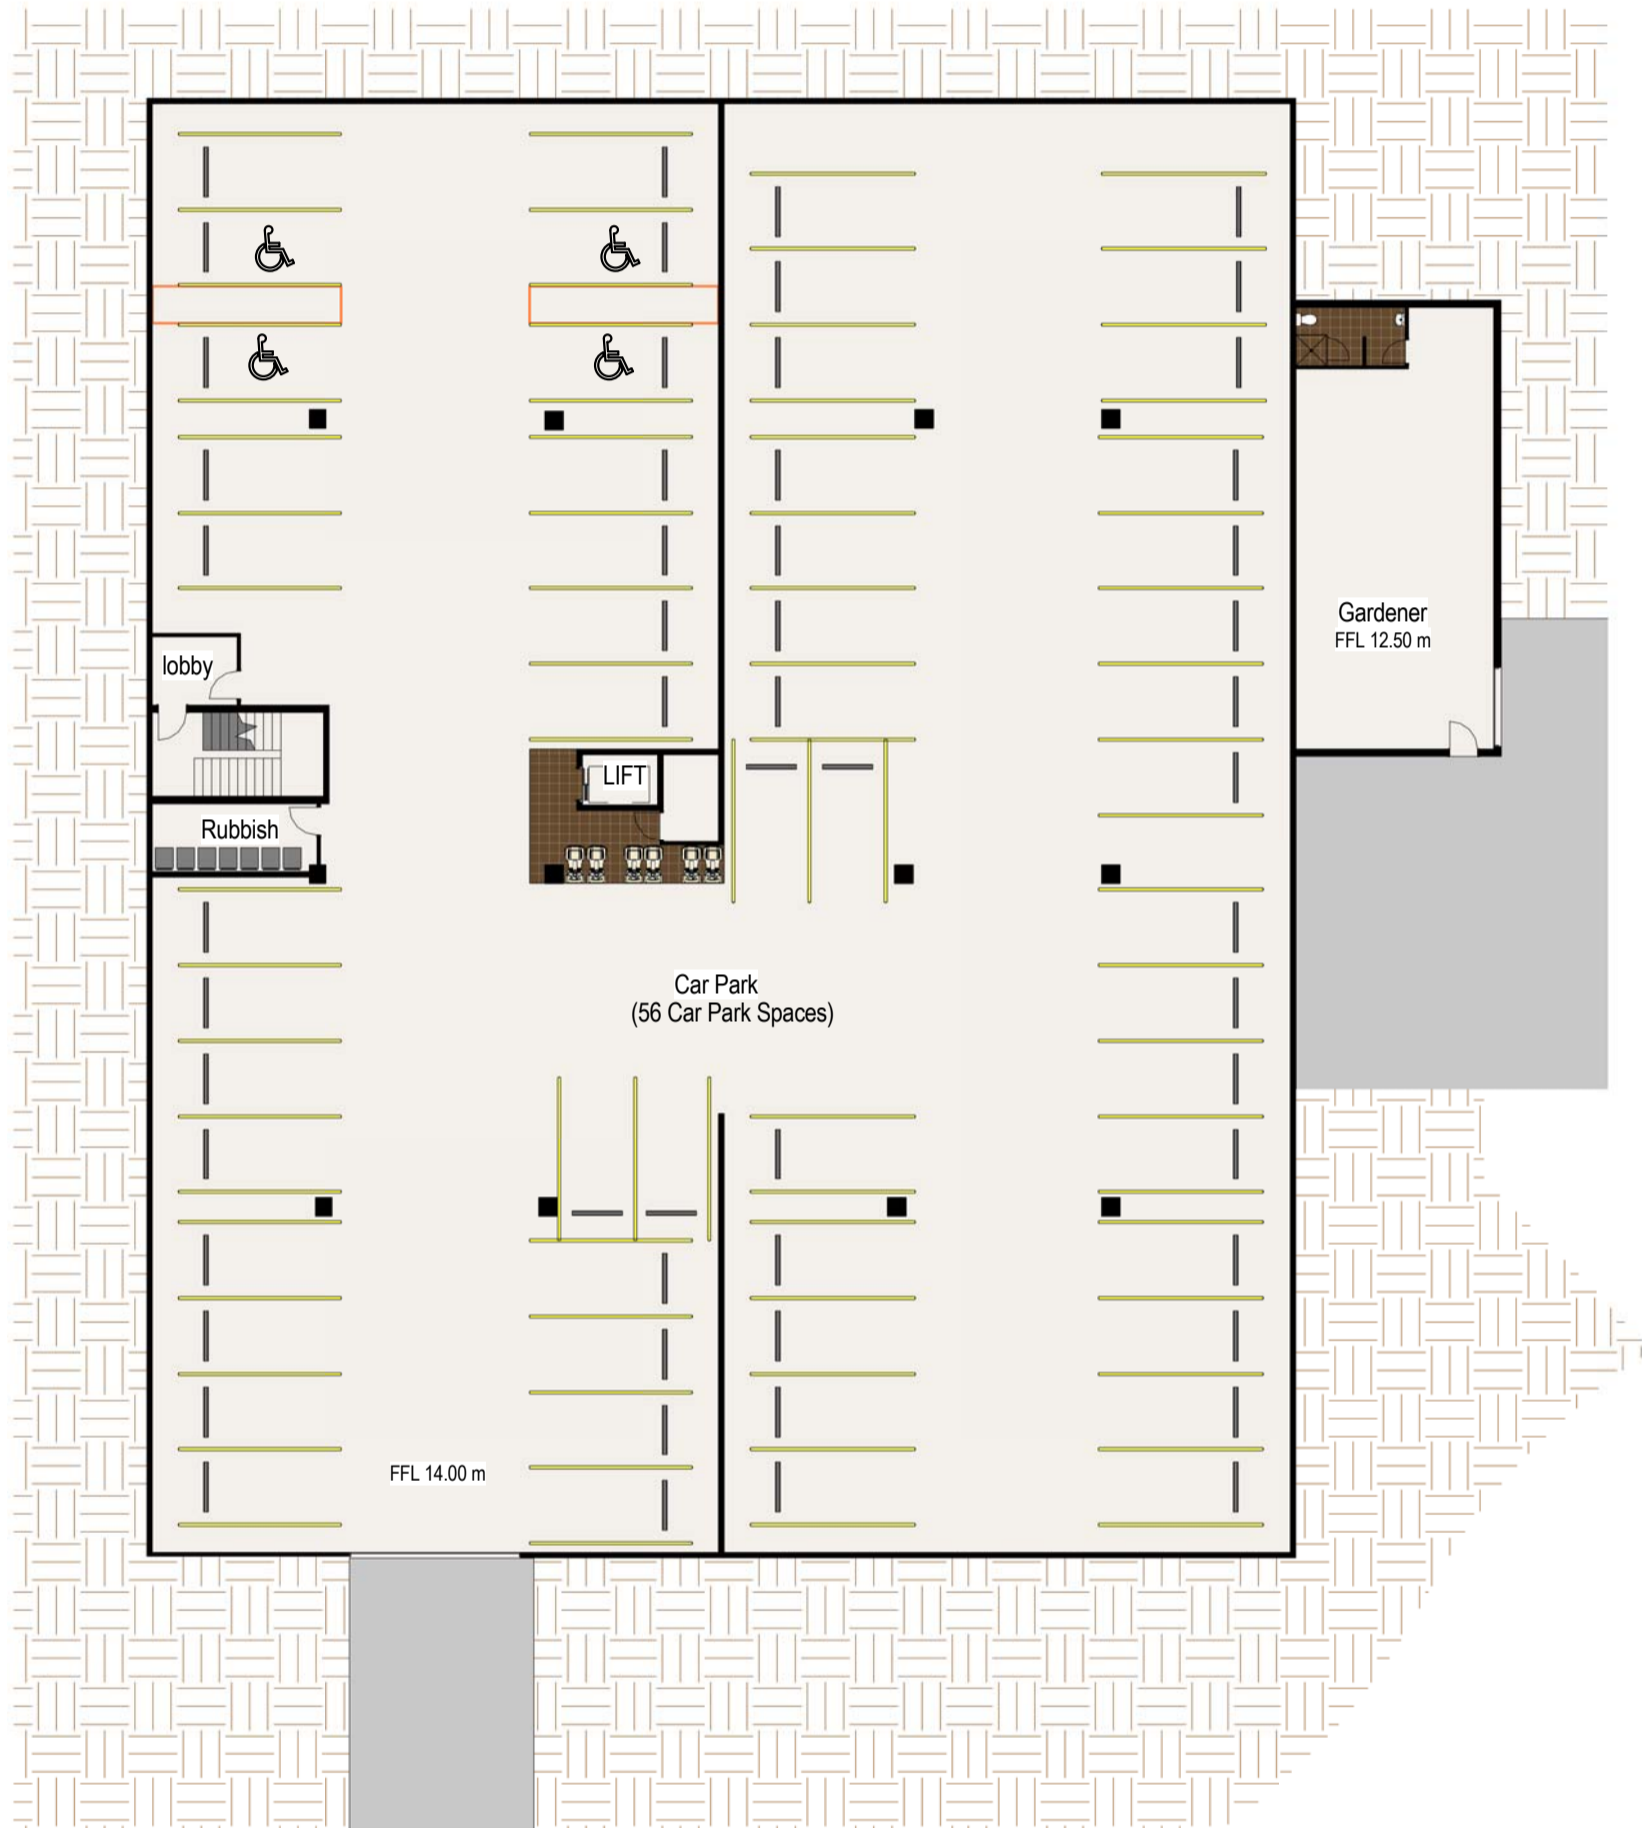 Gardener
FFL 12.50 m
lobby
LIFT
Rubbish
Car Park
(56 Car Park Spaces)
FFL 14.00 m